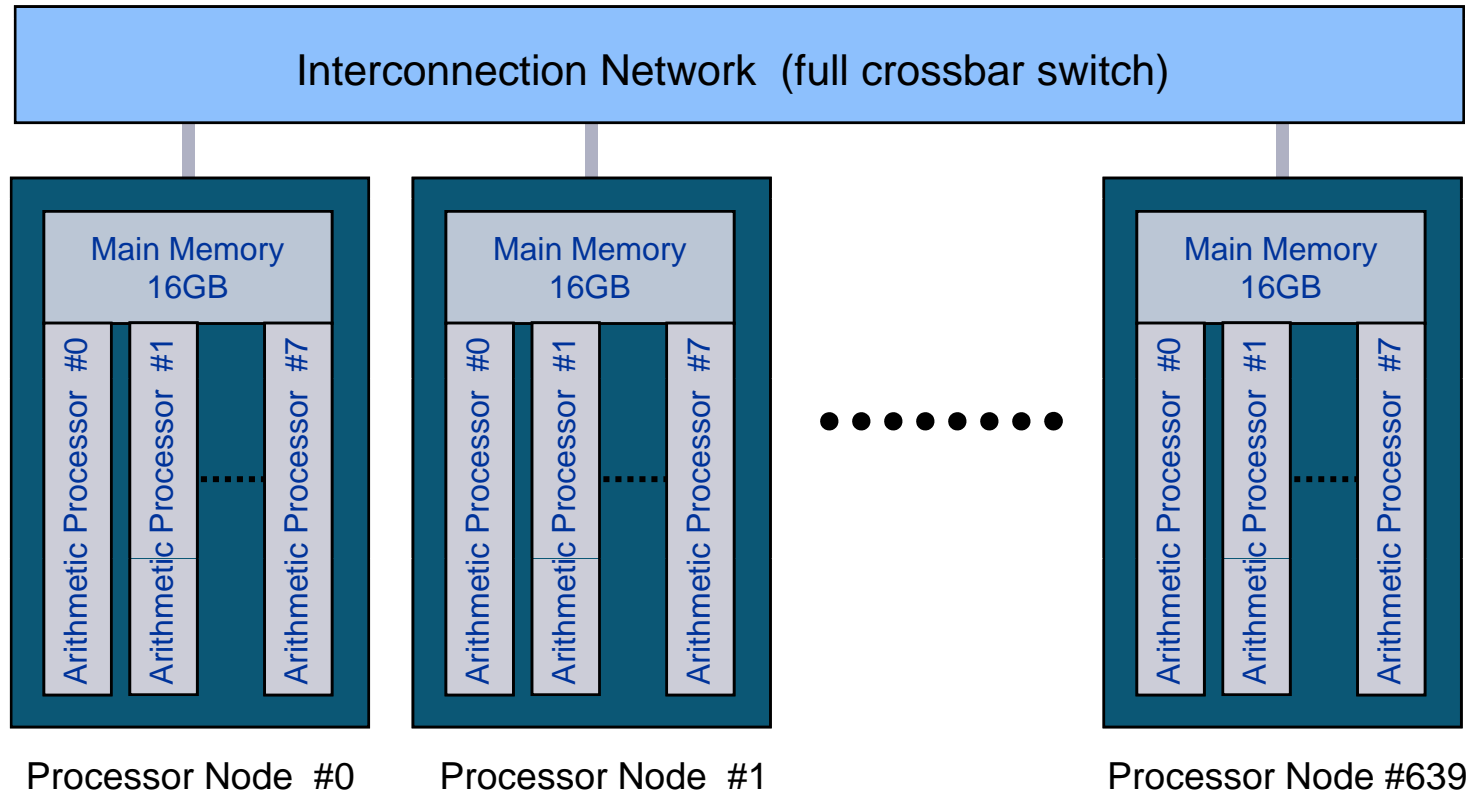 Interconnection Network (full crossbar switch)
Main Memory
16GB
Arithmetic Processor #0
Arithmetic Processor #1
Arithmetic Processor #7
Processor Node #0
Main Memory
16GB
Arithmetic Processor #0
Arithmetic Processor #1
Arithmetic Processor #7
Processor Node #1
Main Memory
16GB
Arithmetic Processor #0
Arithmetic Processor #1
Arithmetic Processor #7
Processor Node #639